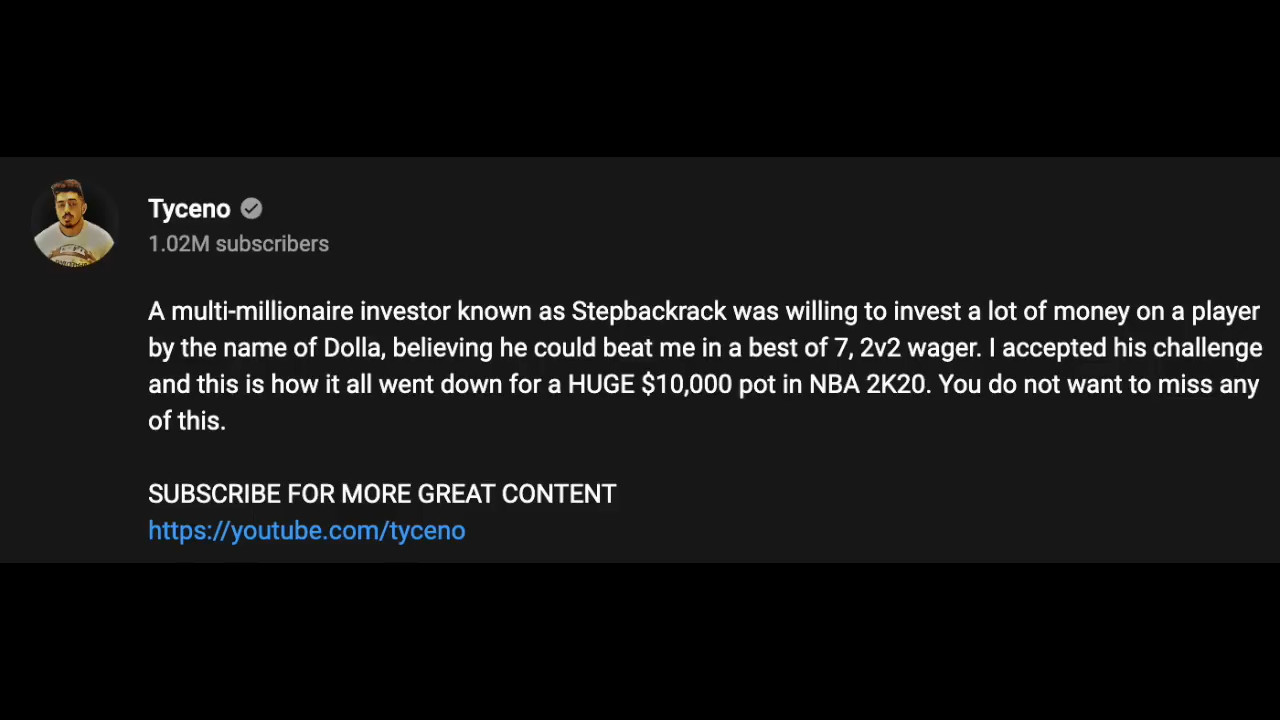 Tyceno
1.02M subscribers
A multi-millionaire investor known as Stepbackrack was willing to invest a lot of money on a player
by the name of Dolla, believing he could beat me in a best of 7, 2v2 wager. I accepted his challenge
and this is how it all went down for a HUGE $10,000 pot in NBA 2K20. You do not want to miss any
of this.
SUBSCRIBE FOR MORE GREAT CONTENT
https://youtube.com/tyceno